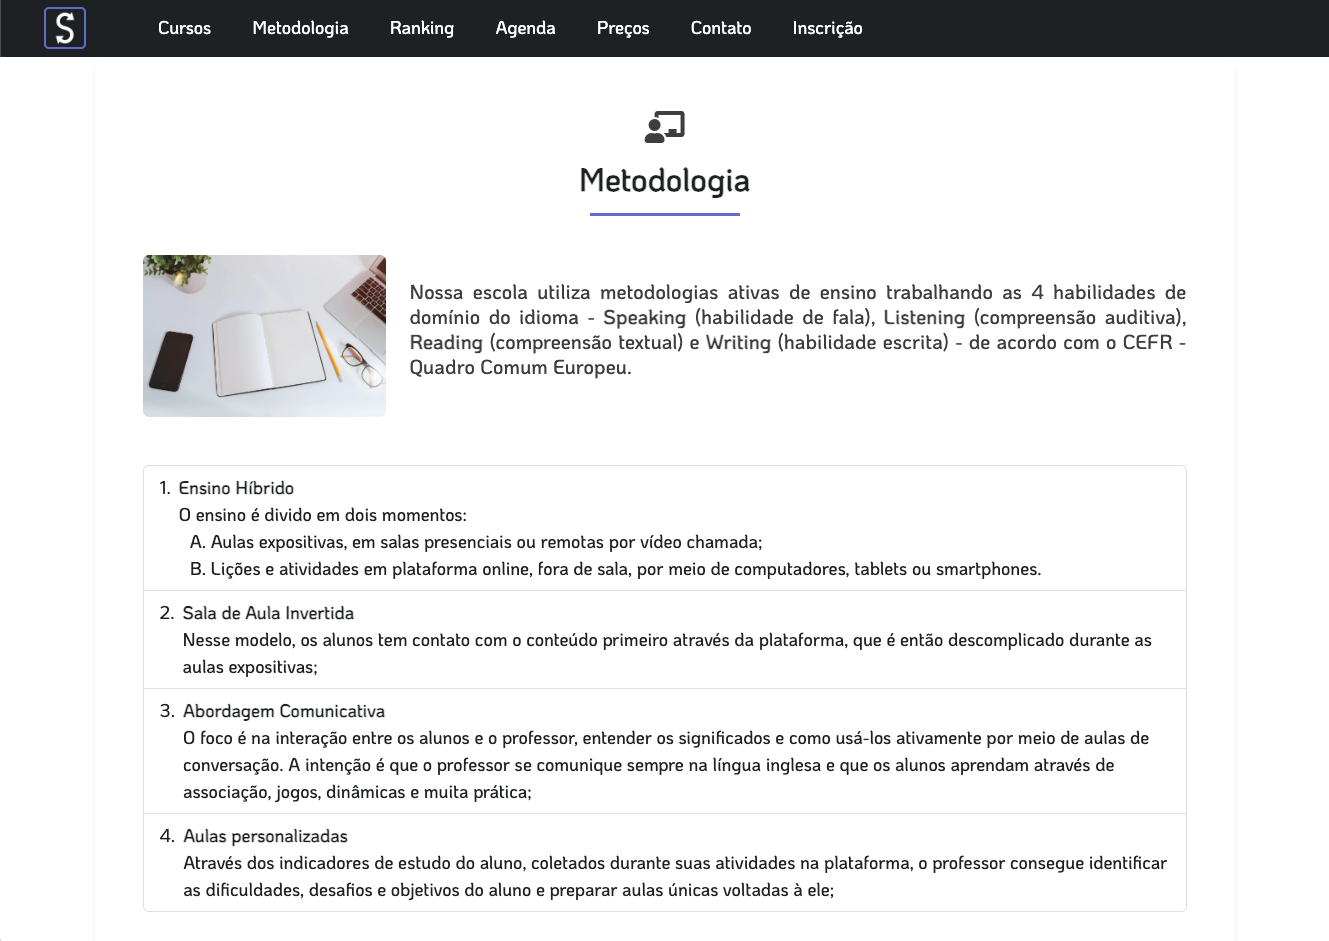 S
Cursos Metodologia Ranking Agenda Preços Contato Inscrição
Metodologia
Nossa escola utiliza metodologias ativas de ensino trabalhando as 4 habilidades de
domínio do idioma - Speaking (habilidade de fala), Listening (compreensão auditiva),
Reading (compreensão textual) e Writing (habilidade escrita) - de acordo com o CEFR -
Quadro Comum Europeu.
1. Ensino Híbrido
O ensino é divido em dois momentos:
A. Aulas expositivas, em salas presenciais ou remotas por vídeo chamada;
B. Lições e atividades em plataforma online, fora de sala, por meio de computadores, tablets ou smartphones.
2. Sala de Aula Invertida
Nesse modelo, os alunos tem contato com o conteúdo primeiro através da plataforma, que é então descomplicado durante as
aulas expositivas;
3. Abordagem Comunicativa
O foco é na interação entre os alunos e o professor, entender os significados e como usá-los ativamente por meio de aulas de
conversação. A intenção é que o professor se comunique sempre na língua inglesa e que os alunos aprendam através de
associação, jogos, dinâmicas e muita prática;
4. Aulas personalizadas
Através dos indicadores de estudo do aluno, coletados durante suas atividades na plataforma, o professor consegue identificar
as dificuldades, desafios e objetivos do aluno e preparar aulas únicas voltadas à ele;